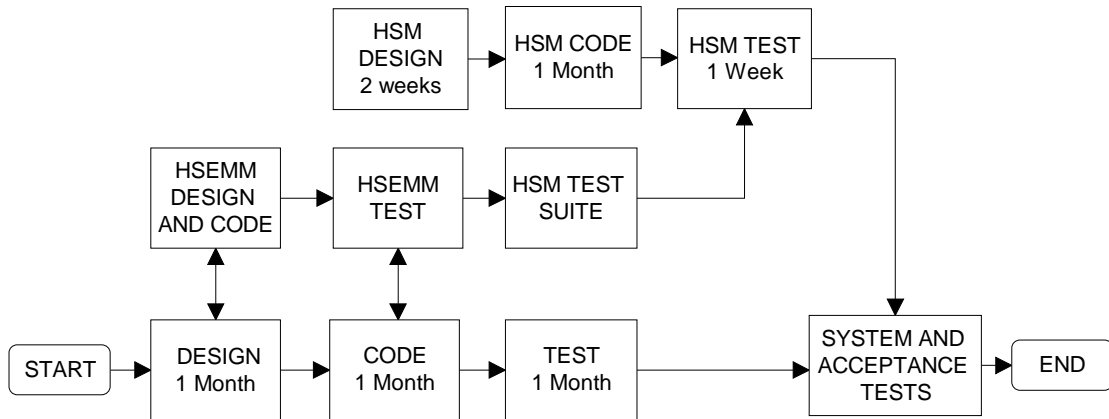 HSM
DESIGN
2 weeks
HSM CODE
1 Month
HSM TEST
1 Week
HSEMM
DESIGN
AND CODE
HSEMM
TEST
HSM TEST
SUITE
START
DESIGN
1 Month
CODE
1 Month
TEST
1 Month
SYSTEM AND
ACCEPTANCE
TESTS
END